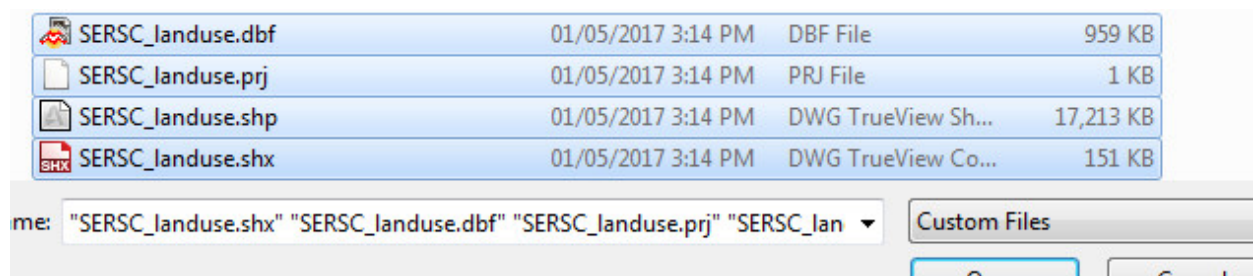 SERSC_landuse.dbf 01/05/2017 3:14 PM DBF File 959 KB
SERSC_landuse.prj 01/05/2017 3:14 PM PRJ File 1 KB
SERSC_landuse.shp 01/05/2017 3:14 PM DWG TrueView Sh... 17,213 KB
SHX SERSC_landuse.shx 01/05/2017 3:14 PM DWG TrueView Co... 151 KB
me: "SERSC_landuse.shx" "SERSC_landuse.dbf" "SERSC_landuse.prj" "SERSC_lan Custom Files